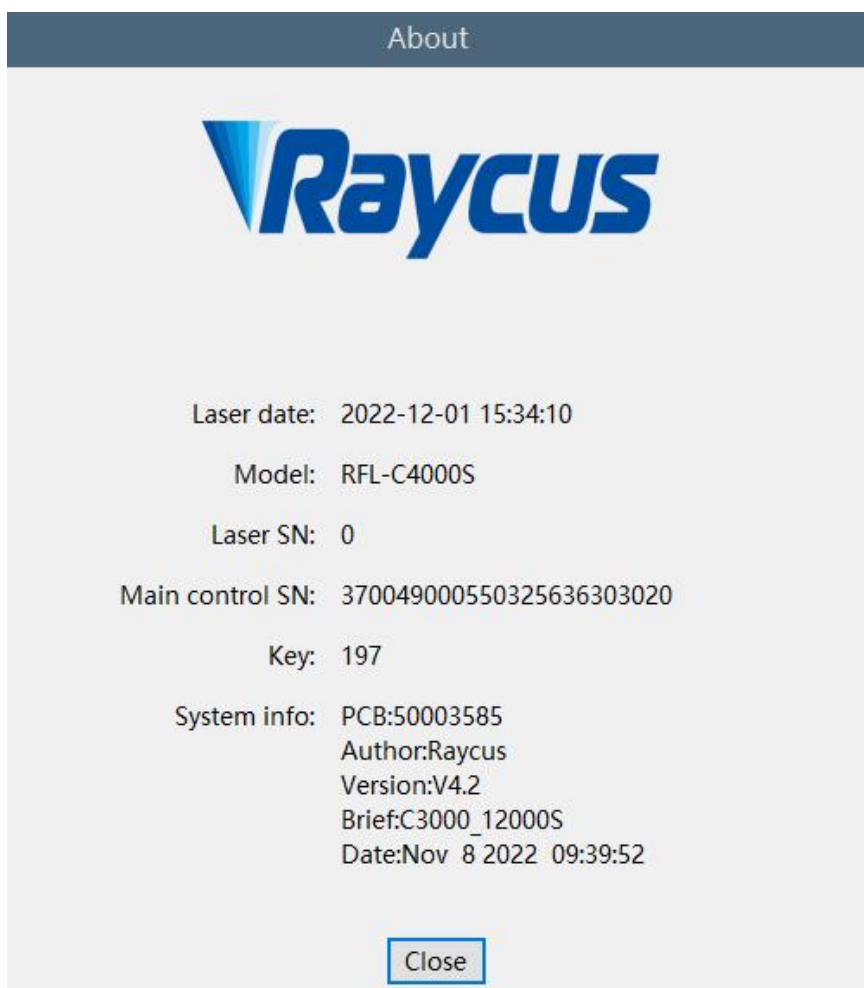 About
Raycus
Laser date: 2022-12-01 15:34:10
Model: RFL-C4000S
Laser SN: 0
Main control SN: 370049000550325636303020
Key: 197
System info: PCB:50003585
Author:Raycus
Version:V4.2
Brief:C3000_12000S
Date:Nov  8 2022  09:39:52
Close